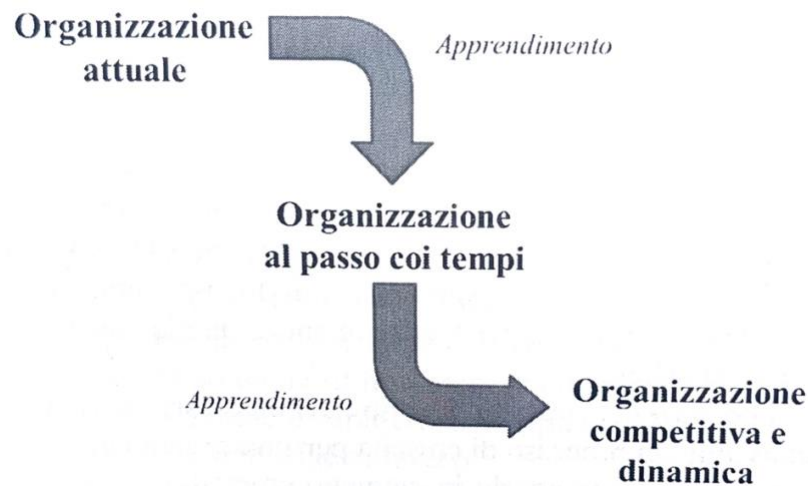 Organizzazione
attuale
Apprendimento
Organizzazione
al passo coi tempi
Apprendimento
Organizzazione
competitiva e
dinamica